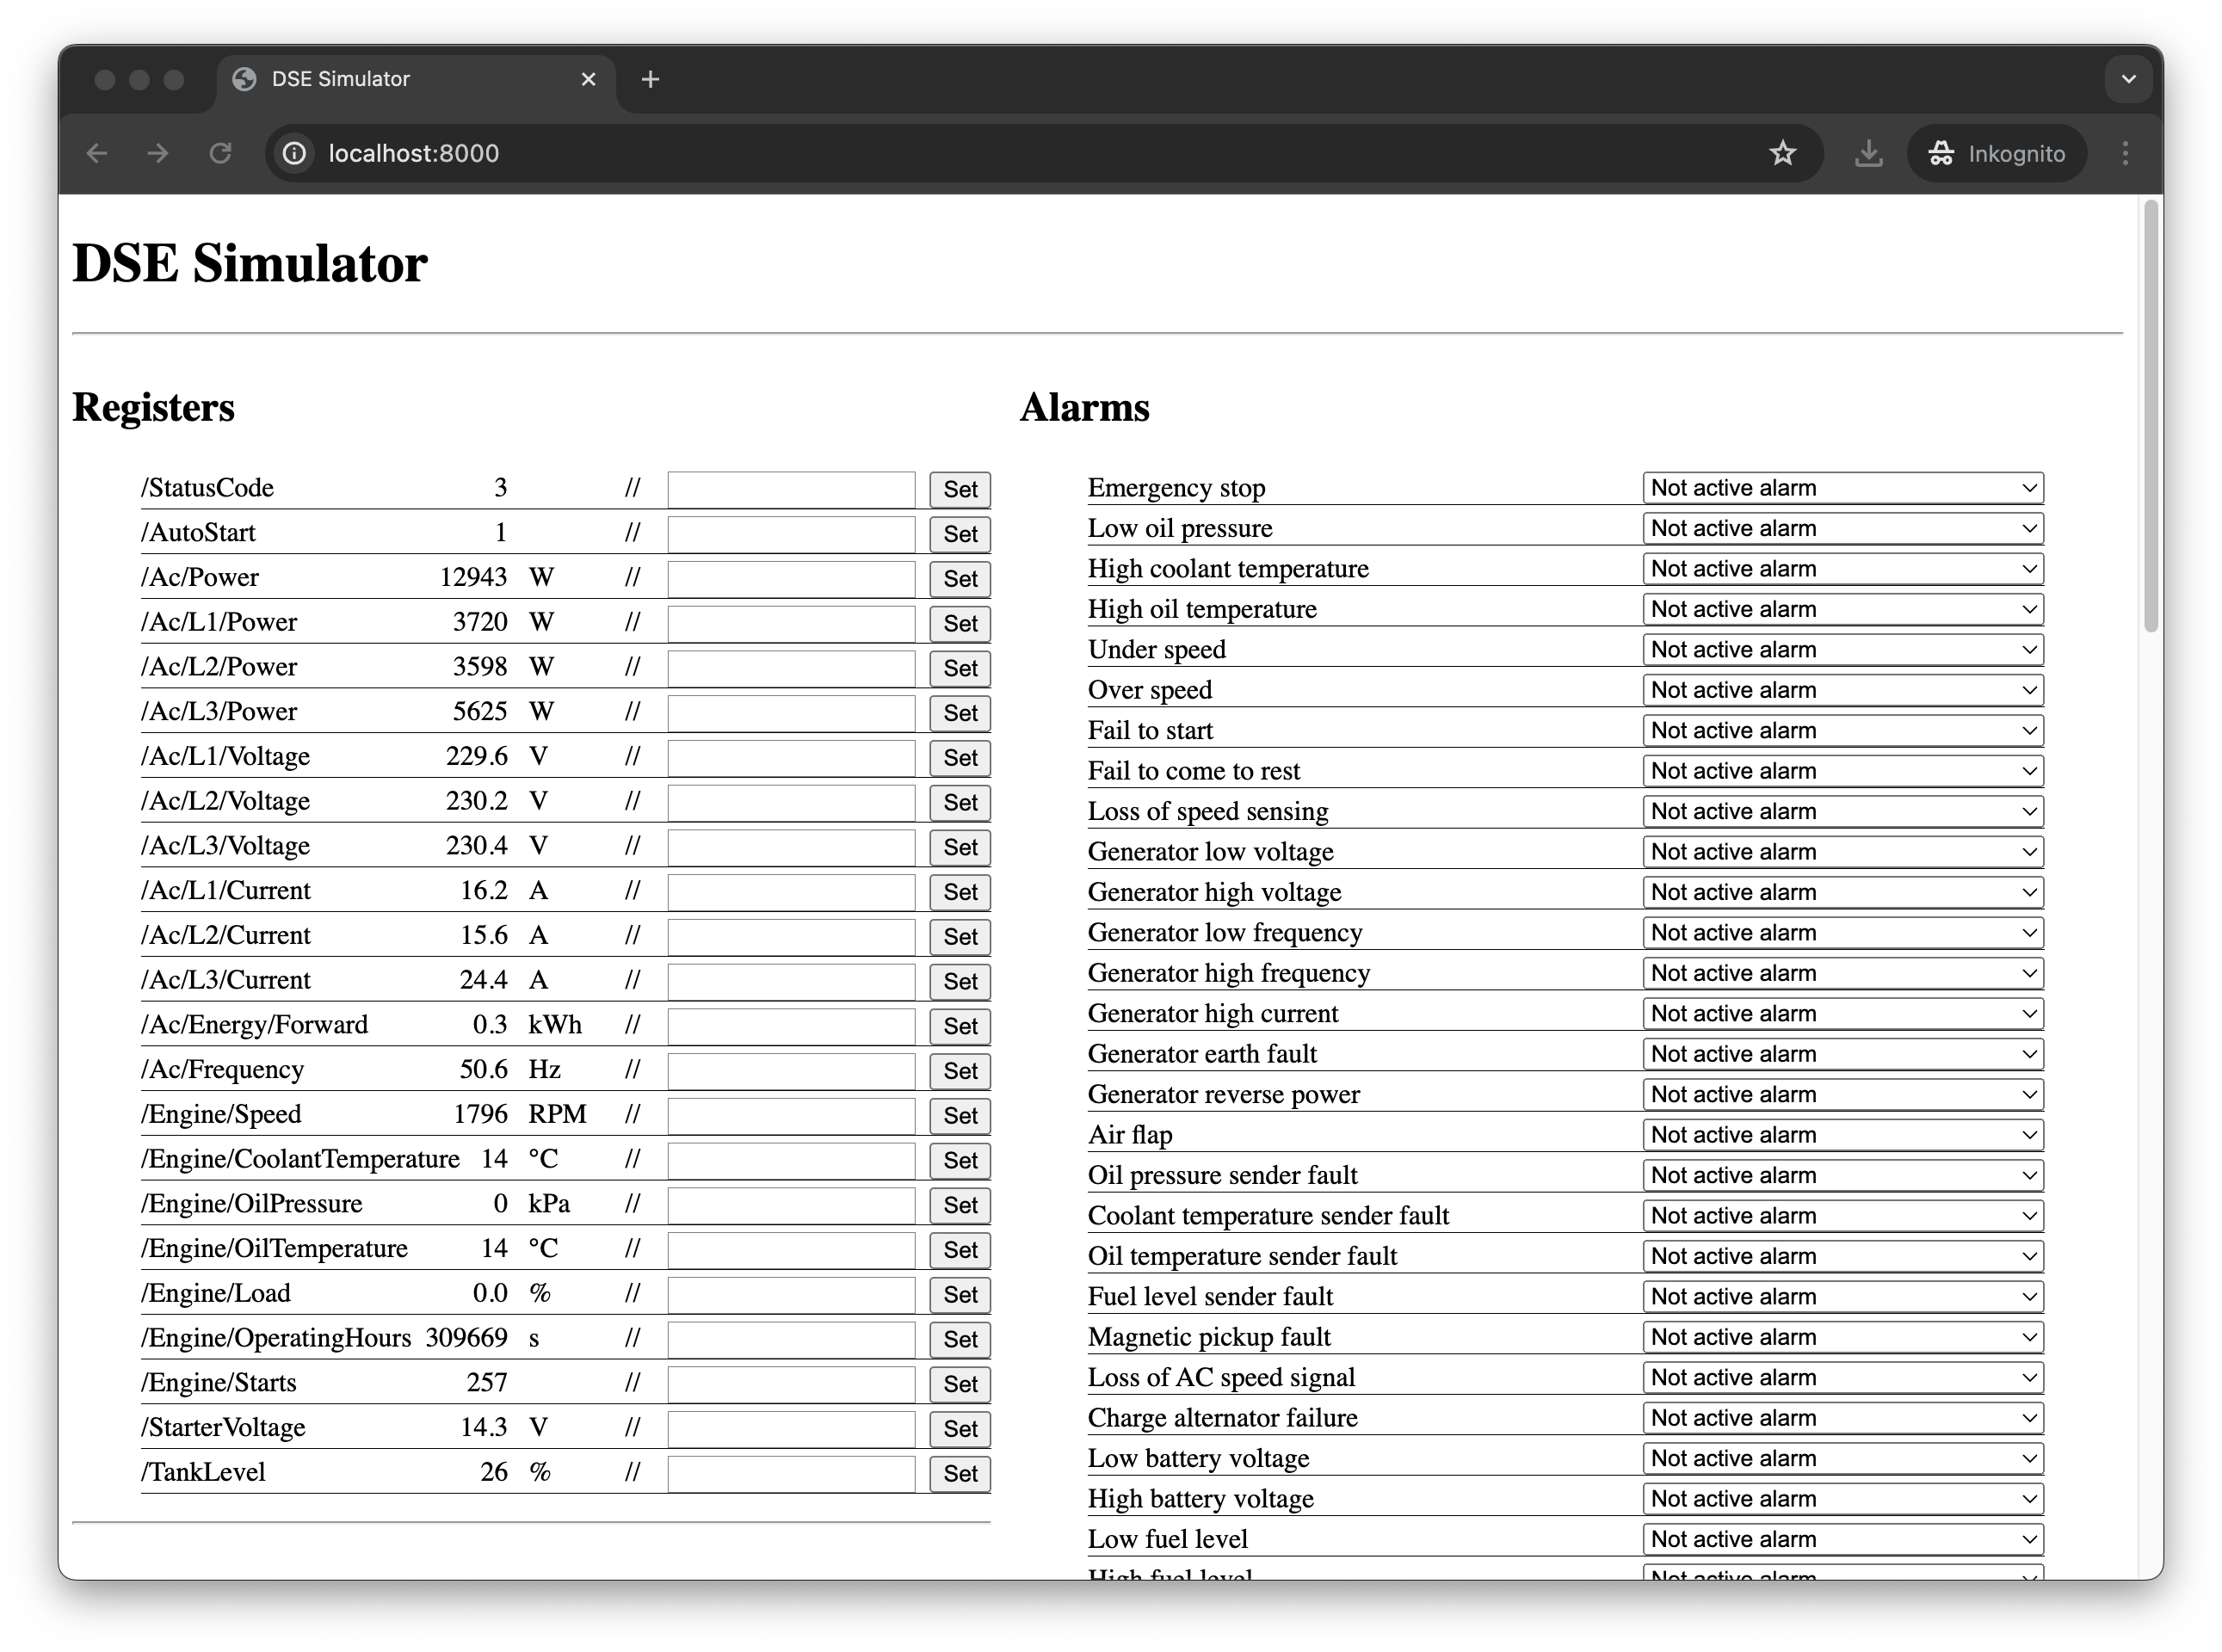 DSE Simulator
localhost:8000
Inkognito
DSE Simulator
Registers
/StatusCode 3 // Set
/AutoStart 1 // Set
/Ac/Power 12943 W // Set
/Ac/L1/Power 3720 W // Set
/Ac/L2/Power 3598 W // Set
/Ac/L3/Power 5625 W // Set
/Ac/L1/Voltage 229.6 V // Set
/Ac/L2/Voltage 230.2 V // Set
/Ac/L3/Voltage 230.4 V // Set
/Ac/L1/Current 16.2 A // Set
/Ac/L2/Current 15.6 A // Set
/Ac/L3/Current 24.4 A // Set
/Ac/Energy/Forward 0.3 kWh // Set
/Ac/Frequency 50.6 Hz // Set
/Engine/Speed 1796 RPM // Set
/Engine/CoolantTemperature 14 °C // Set
/Engine/OilPressure 0 kPa // Set
/Engine/OilTemperature 14 °C // Set
/Engine/Load 0.0 % // Set
/Engine/OperatingHours 309669 s // Set
/Engine/Starts 257 // Set
/StarterVoltage 14.3 V // Set
/TankLevel 26 % // Set
Alarms
Emergency stop Not active alarm
Low oil pressure Not active alarm
High coolant temperature Not active alarm
High oil temperature Not active alarm
Under speed Not active alarm
Over speed Not active alarm
Fail to start Not active alarm
Fail to come to rest Not active alarm
Loss of speed sensing Not active alarm
Generator low voltage Not active alarm
Generator high voltage Not active alarm
Generator low frequency Not active alarm
Generator high frequency Not active alarm
Generator high current Not active alarm
Generator earth fault Not active alarm
Generator reverse power Not active alarm
Air flap Not active alarm
Oil pressure sender fault Not active alarm
Coolant temperature sender fault Not active alarm
Oil temperature sender fault Not active alarm
Fuel level sender fault Not active alarm
Magnetic pickup fault Not active alarm
Loss of AC speed signal Not active alarm
Charge alternator failure Not active alarm
Low battery voltage Not active alarm
High battery voltage Not active alarm
Low fuel level Not active alarm
High fuel level Not active alarm